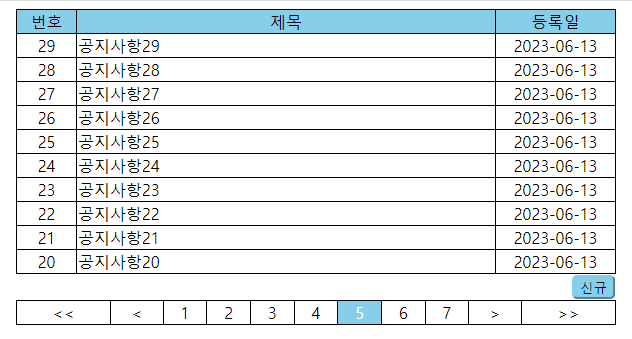 번호 제목 등록일
29 공지사항29 2023-06-13
28 공지사항28 2023-06-13
27 공지사항27 2023-06-13
26 공지사항26 2023-06-13
25 공지사항25 2023-06-13
24 공지사항24 2023-06-13
23 공지사항23 2023-06-13
22 공지사항22 2023-06-13
21 공지사항21 2023-06-13
20 공지사항20 2023-06-13
신규
<< < 1 2 3 4 5 6 7 > >>